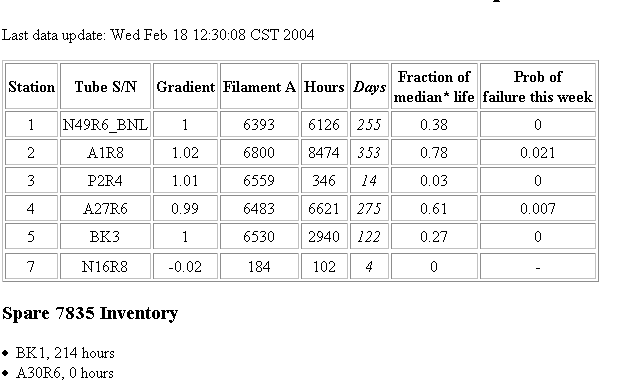 Last data update: Wed Feb 18 12:30:08 CST 2004
Station Tube S/N Gradient Filament A Hours Days Fraction of median* life Prob of failure this week
1 N49R6_BNL 1 6393 6126 255 0.38 0
2 A1R8 1.02 6800 8474 353 0.78 0.021
3 P2R4 1.01 6559 346 14 0.03 0
4 A27R6 0.99 6483 6621 275 0.61 0.007
5 BK3 1 6530 2940 122 0.27 0
7 N16R8 -0.02 184 102 4 0 -
Spare 7835 Inventory
• BK1, 214 hours
• A30R6, 0 hours